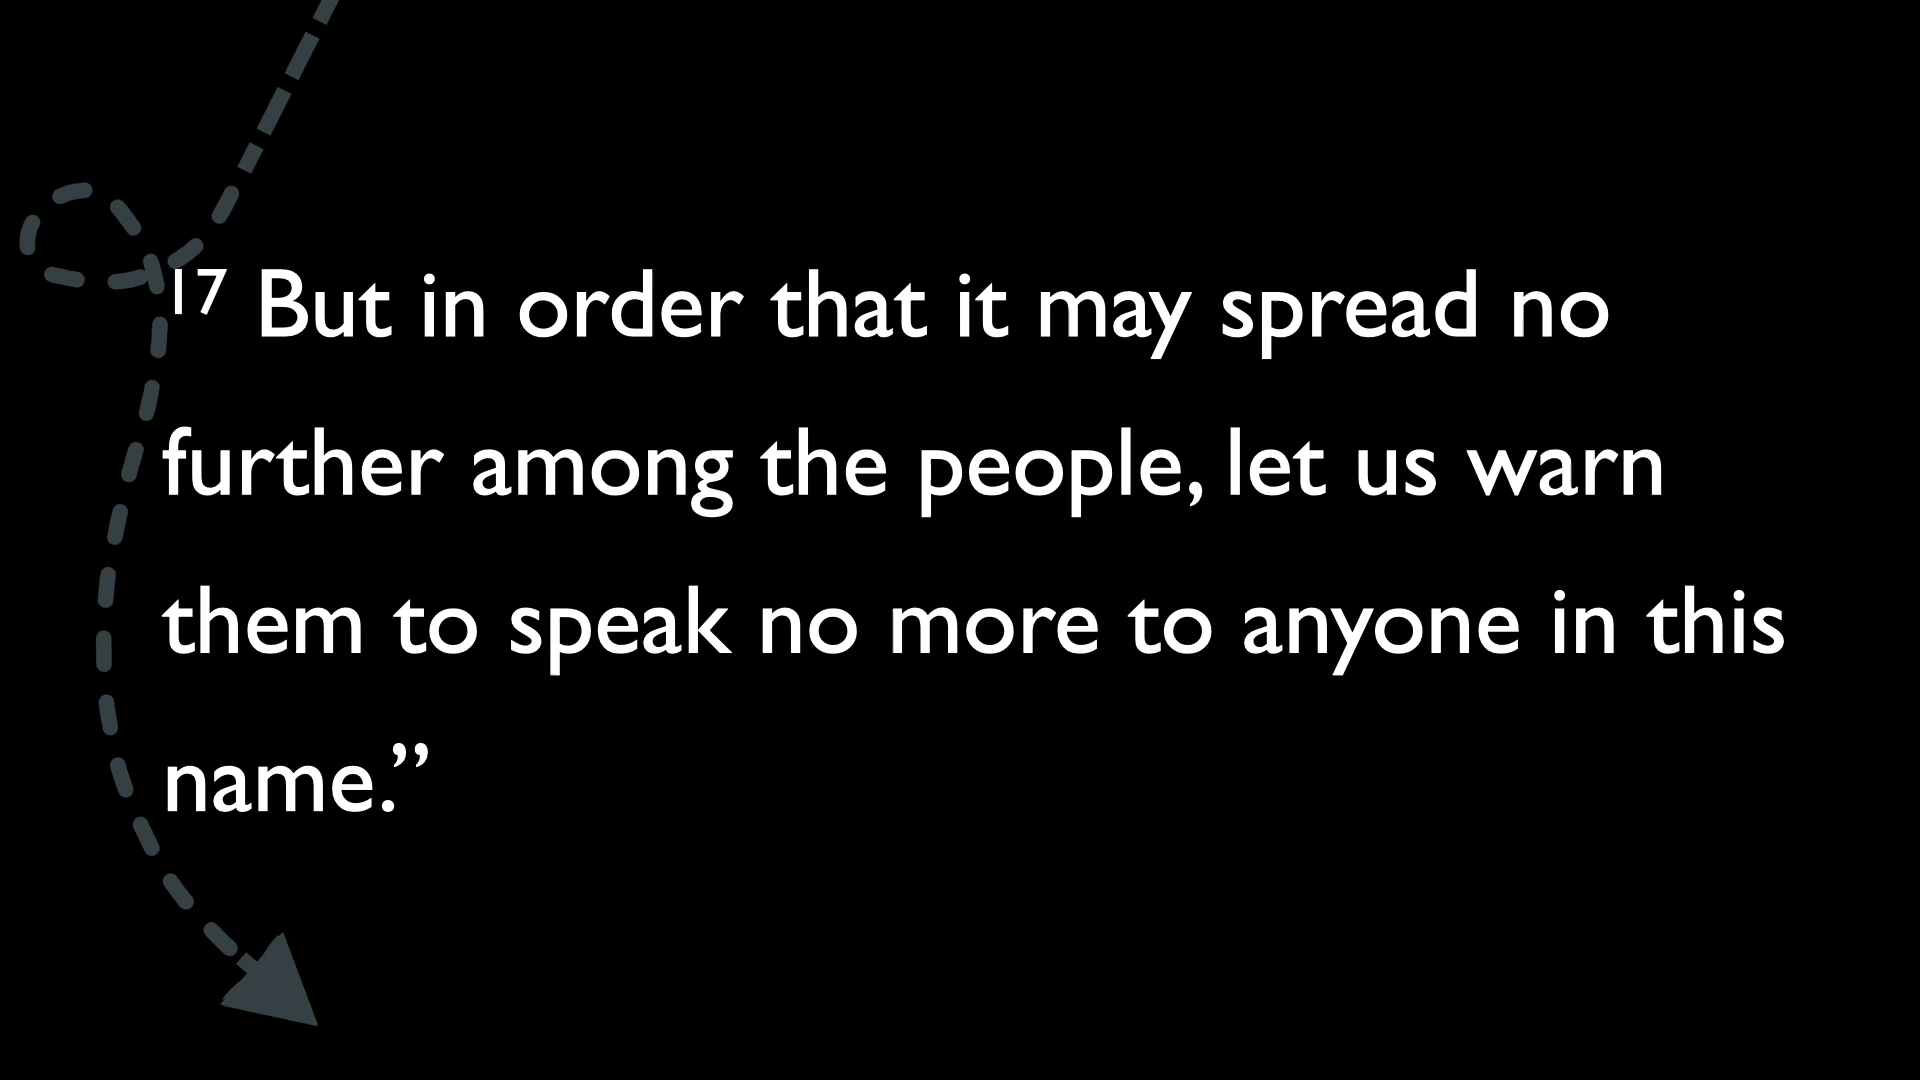 17 But in order that it may spread no
further among the people, let us warn
them to speak no more to anyone in this
name.”